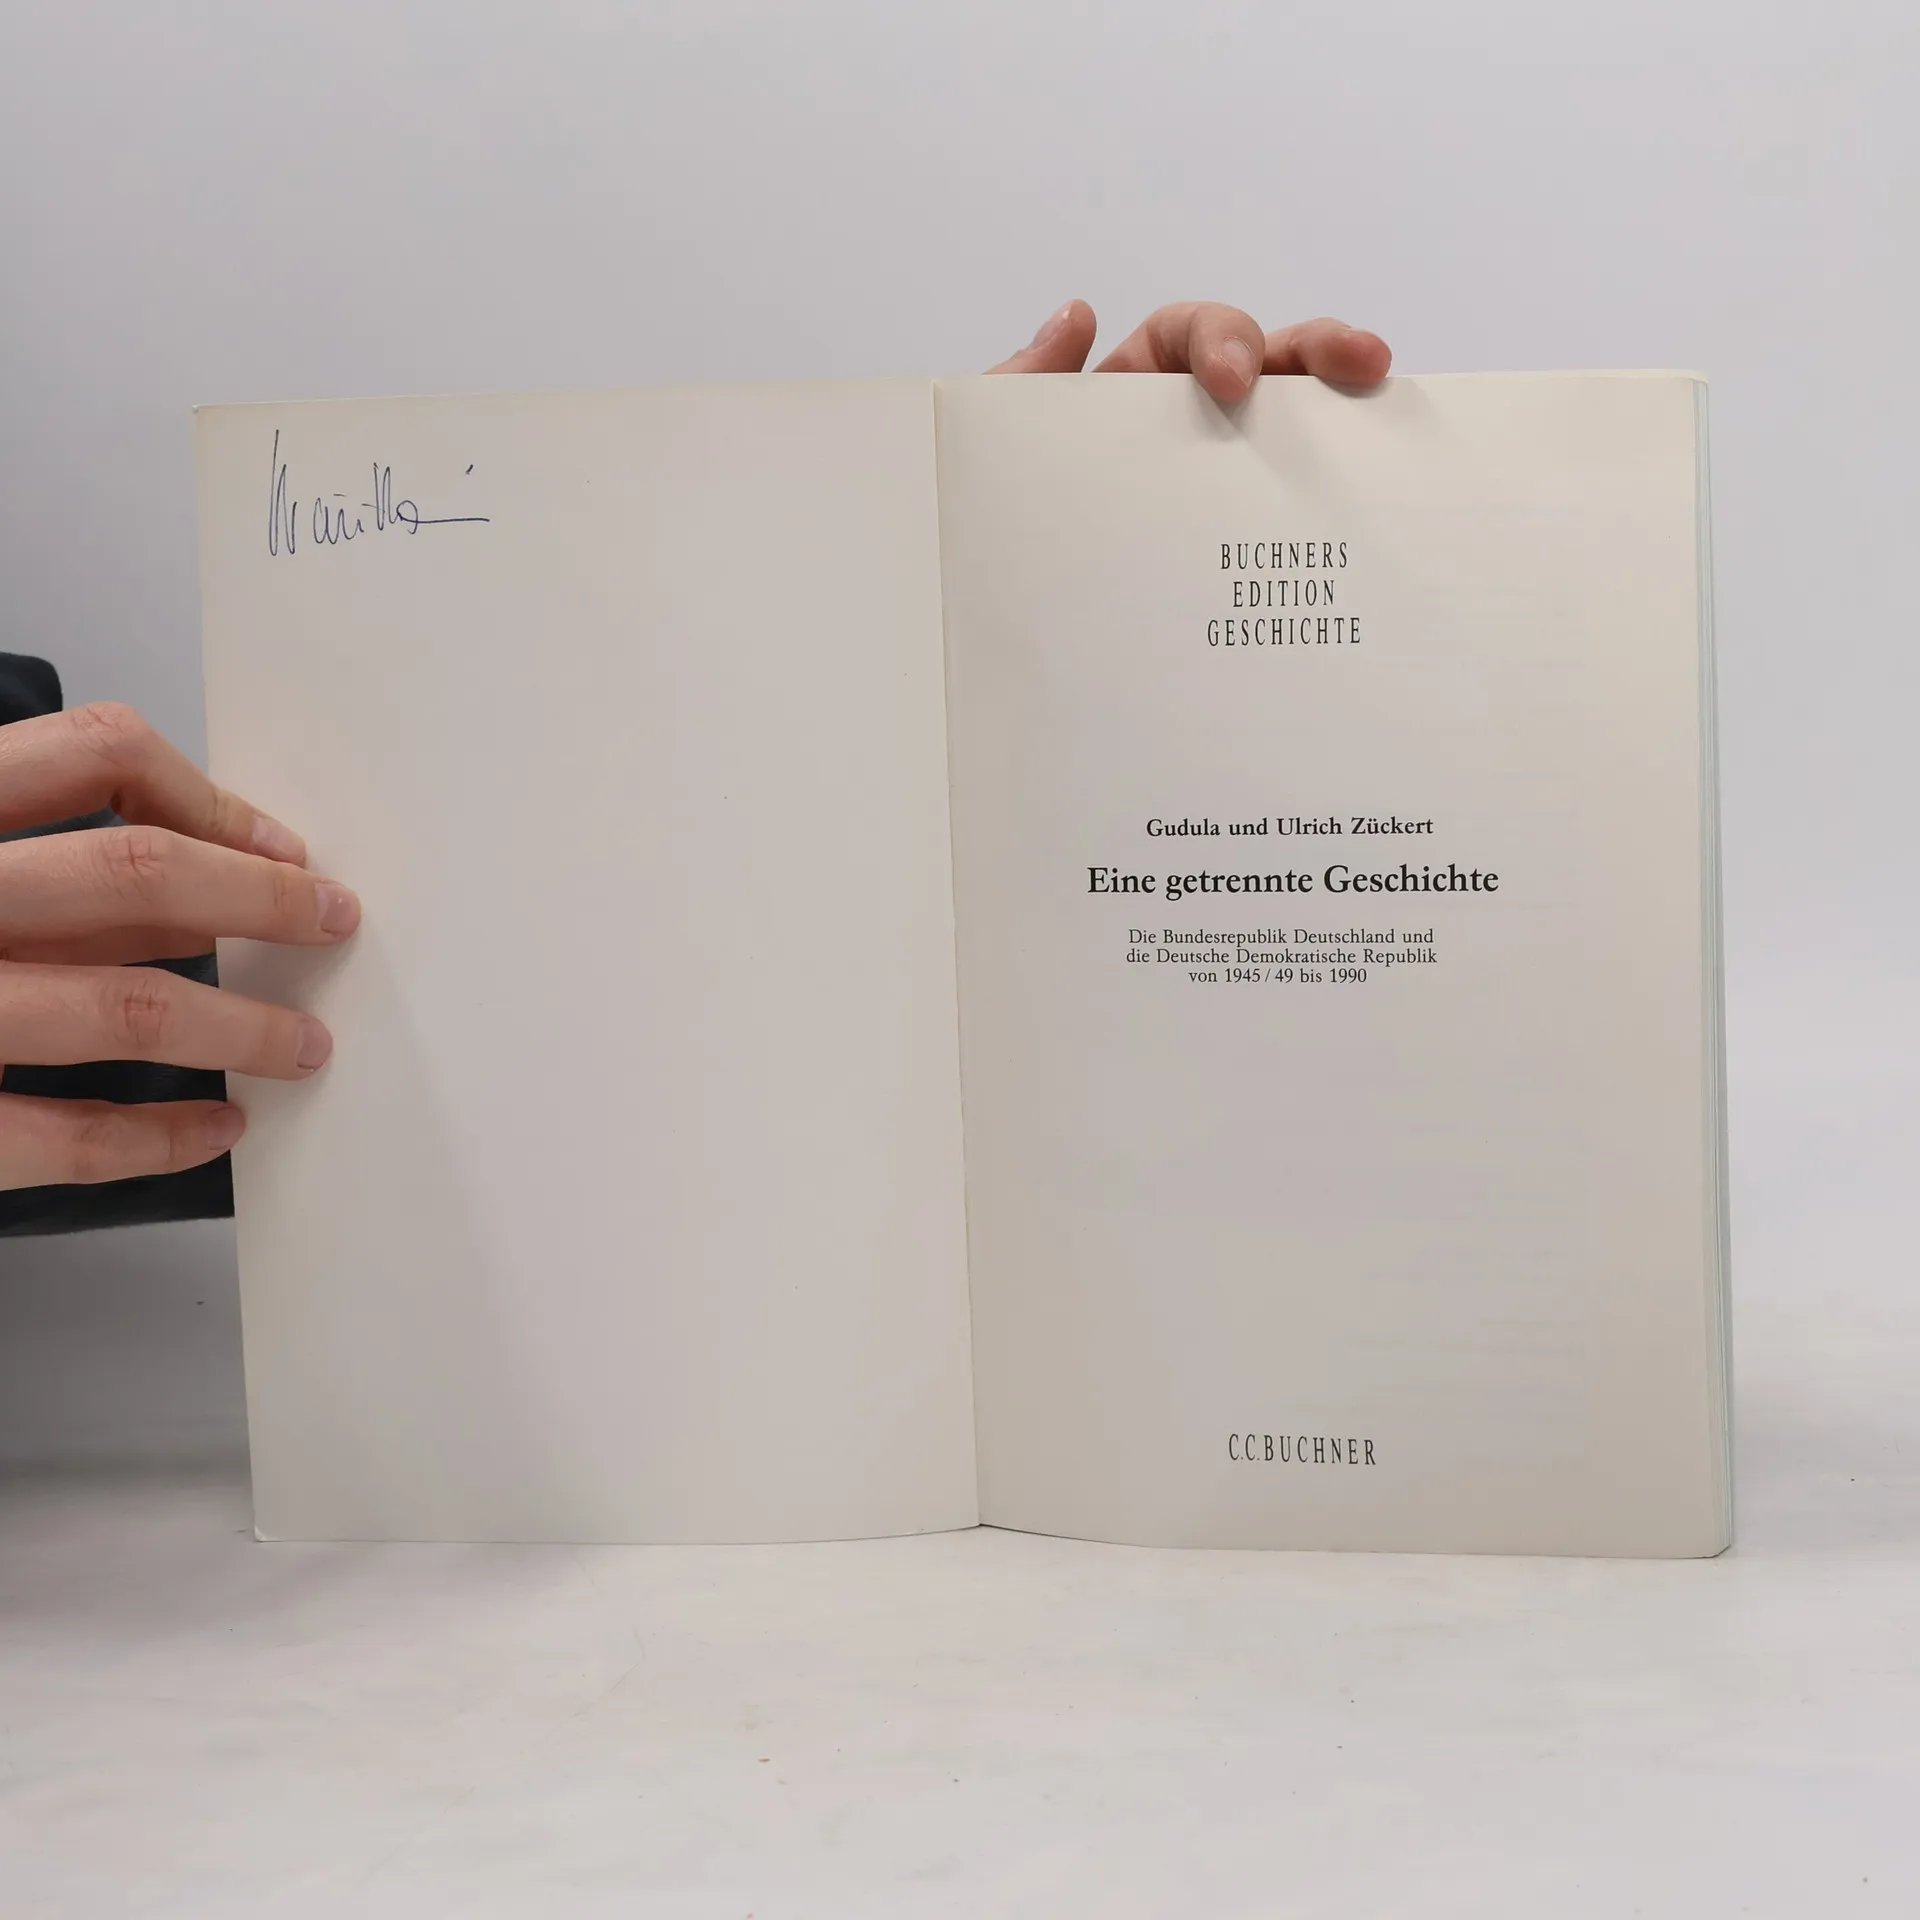 BUCHNERS
EDITION
GESCHICHTE
Gudula und Ulrich Zückert
Eine getrennte Geschichte
Die Bundesrepublik Deutschland und
die Deutsche Demokratische Republik
von 1945 / 49 bis 1990
C.C.BUCHNER